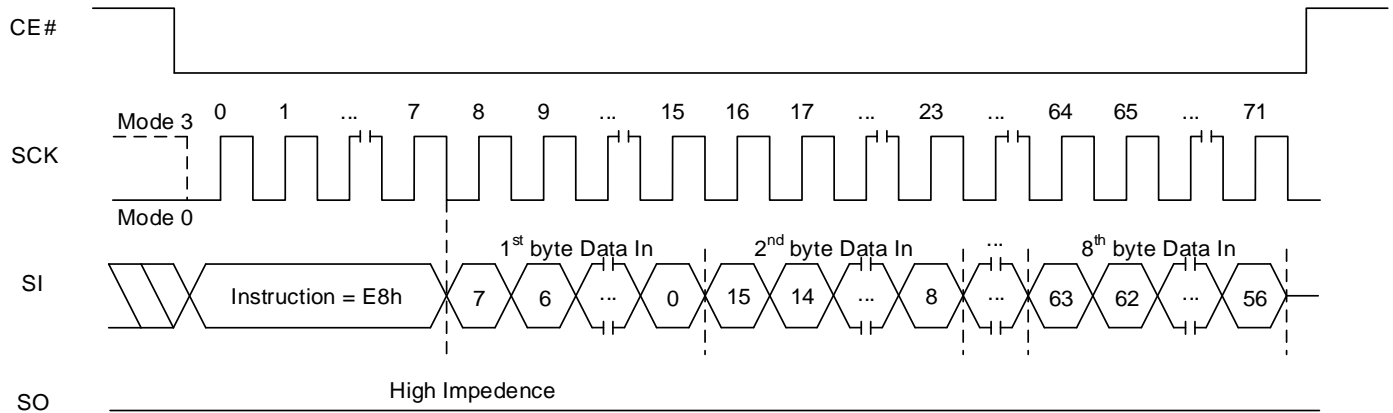 CE#
0 1 ... 7 8 9 ... 15 16 17 ... 23 ... 64 65 ... 71
Mode 3
SCK
Mode 0
1st byte Data In 2nd byte Data In ... 8th byte Data In
SI
Instruction = E8h 7 6 ... 0 15 14 ... 8 ... 63 62 ... 56
High Impedence
SO